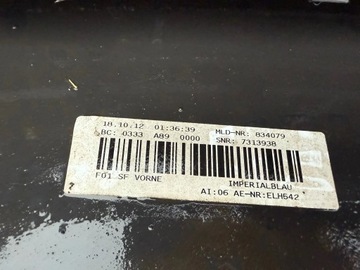 18.10.12 01:36:39 MLD-NR: 834079
BC: 0333 A89 0000 SNR: 7313938
F01 SF VORNE IMPERIALBLAU
AI:06 AE-NR:ELH642